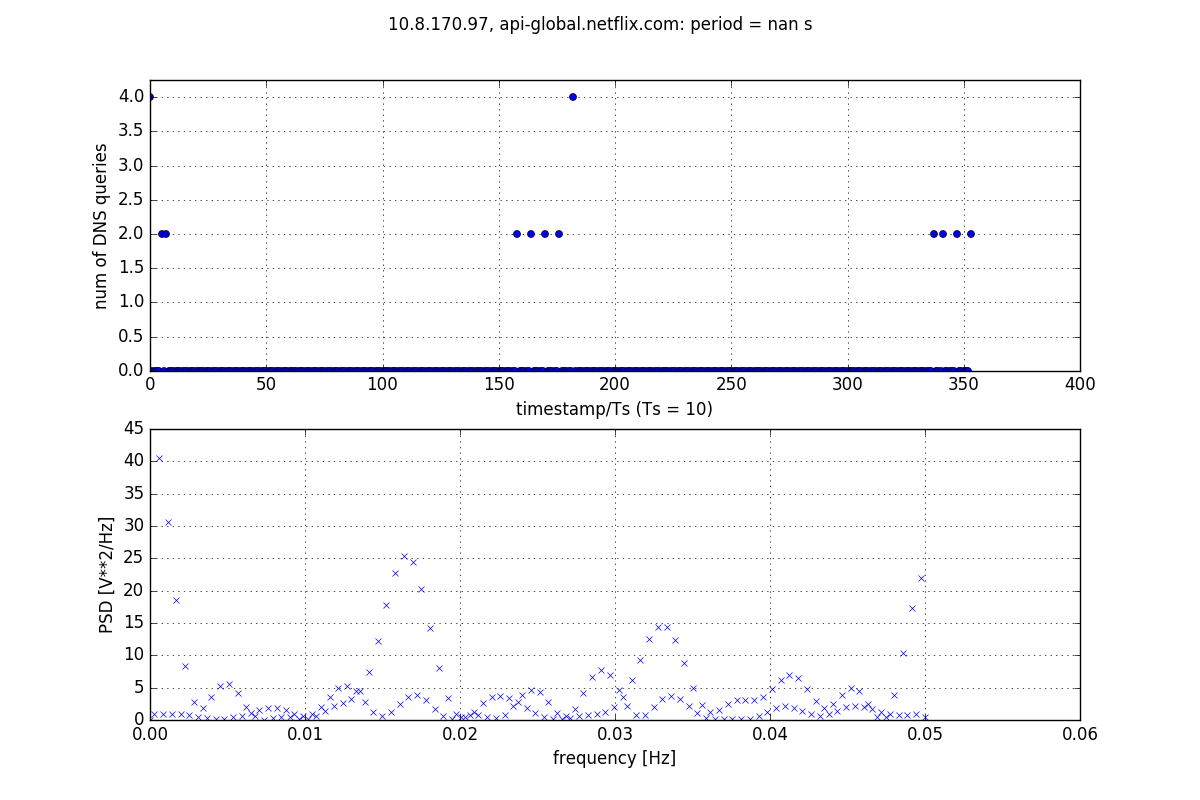 10.8.170.97, api-global.netflix.com: period = nan s
4.0
3.5
3.0
2.5
2.0
1.5
1.0
0.5
0.0
num of DNS queries
0 50 100 150 200 250 300 350 400
timestamp/Ts (Ts = 10)
45
40
35
30
25
20
15
10
5
0
PSD [V**2/Hz]
0.00 0.01 0.02 0.03 0.04 0.05 0.06
frequency [Hz]